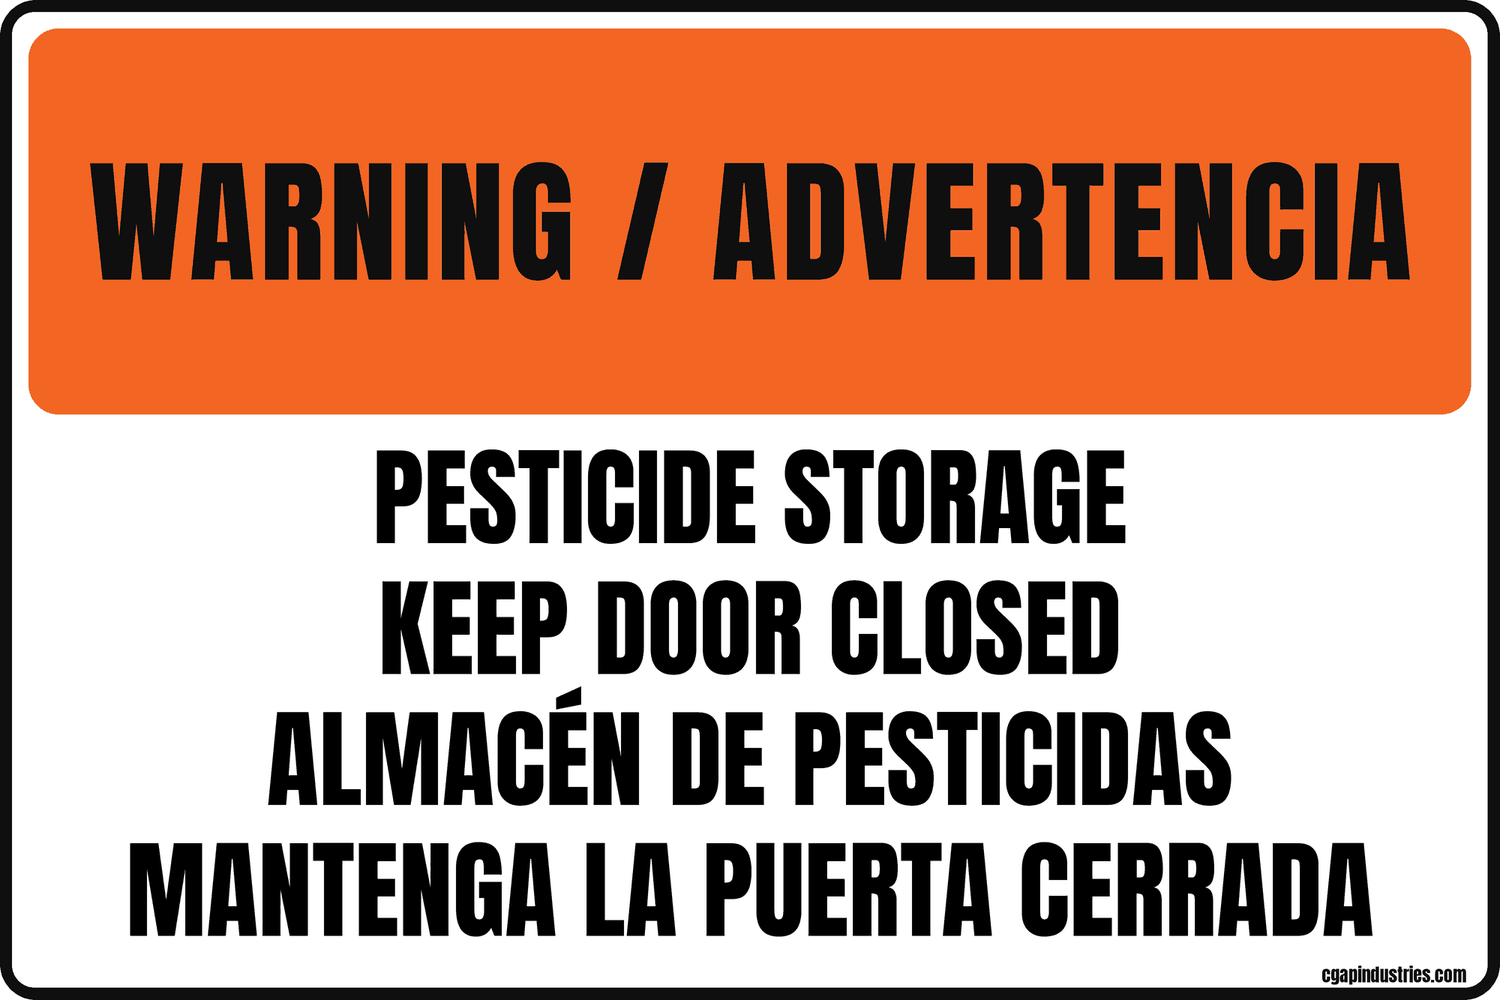 WARNING / ADVERTENCIA
PESTICIDE STORAGE
KEEP DOOR CLOSED
ALMACÉN DE PESTICIDAS
MANTENGA LA PUERTA CERRADA
cgapindustries.com